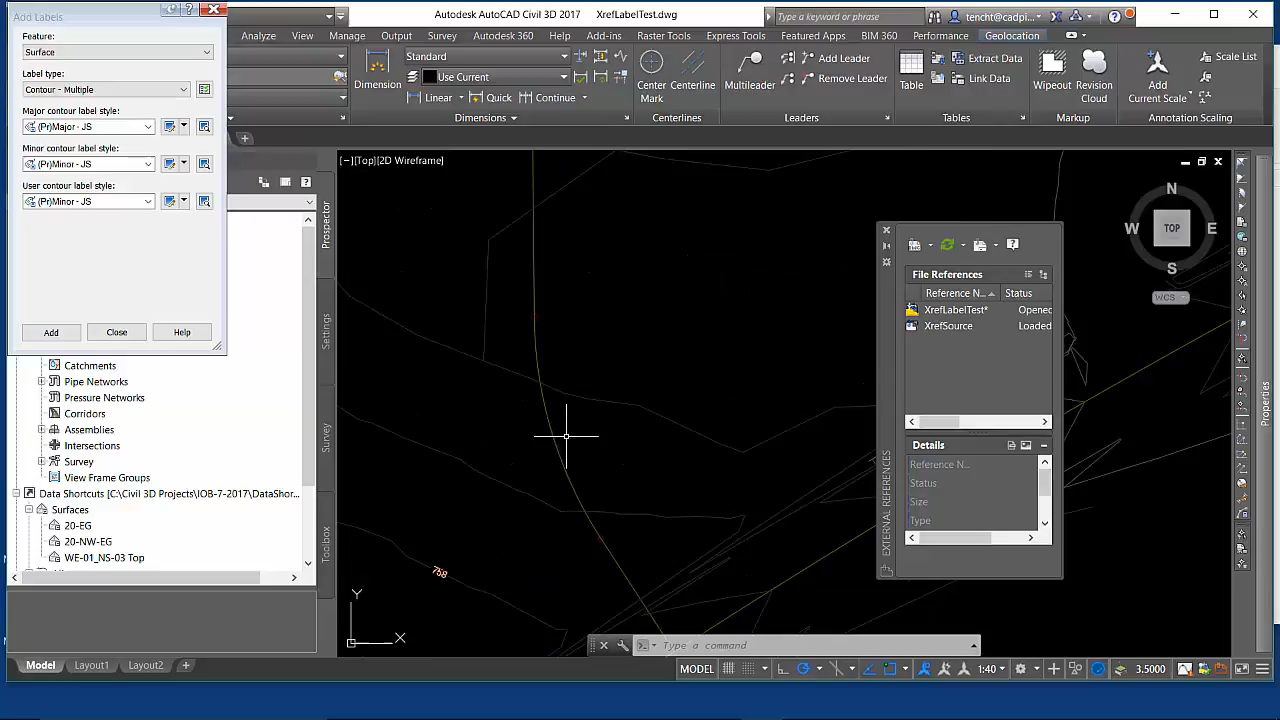 Add Labels
Autodesk AutoCAD Civil 3D 2017 XrefLabelTest.dwg
Type a keyword or phrase
tencht@cadpi...
Feature:
Surface
Label type:
Contour - Multiple
Major contour label style:
(Pr)Major - JS
Minor contour label style:
(Pr)Minor - JS
User contour label style:
(Pr)Minor - JS
Add
Close
Help
Analyze
View
Manage
Output
Survey
Autodesk 360
Help
Add-ins
Raster Tools
Express Tools
Featured Apps
BIM 360
Performance
Geolocation
Dimension
Standard
Use Current
Linear
Quick
Continue
Dimensions
Center
Mark
Centerline
Centerlines
Multileader
Add Leader
Remove Leader
Leaders
Table
Extract Data
Link Data
Tables
Wipeout
Revision
Cloud
Markup
Add
Current Scale
Scale List
Annotation Scaling
[−][Top][2D Wireframe]
Prospector
Settings
Survey
Toolbox
Catchments
Pipe Networks
Pressure Networks
Corridors
Assemblies
Intersections
Survey
View Frame Groups
Data Shortcuts [C:\Civil 3D Projects\IOB-7-2017\DataShor...
Surfaces
20-EG
20-NW-EG
WE-01_NS-03 Top
758
Y
X
N
W
TOP
E
S
WCS
File References
Reference N...
Status
XrefLabelTest*
Opened
XrefSource
Loaded
Details
Reference N...
Status
Size
Type
EXTERNAL REFERENCES
Properties
Type a command
Model
Layout1
Layout2
+
MODEL
1:40
3.5000